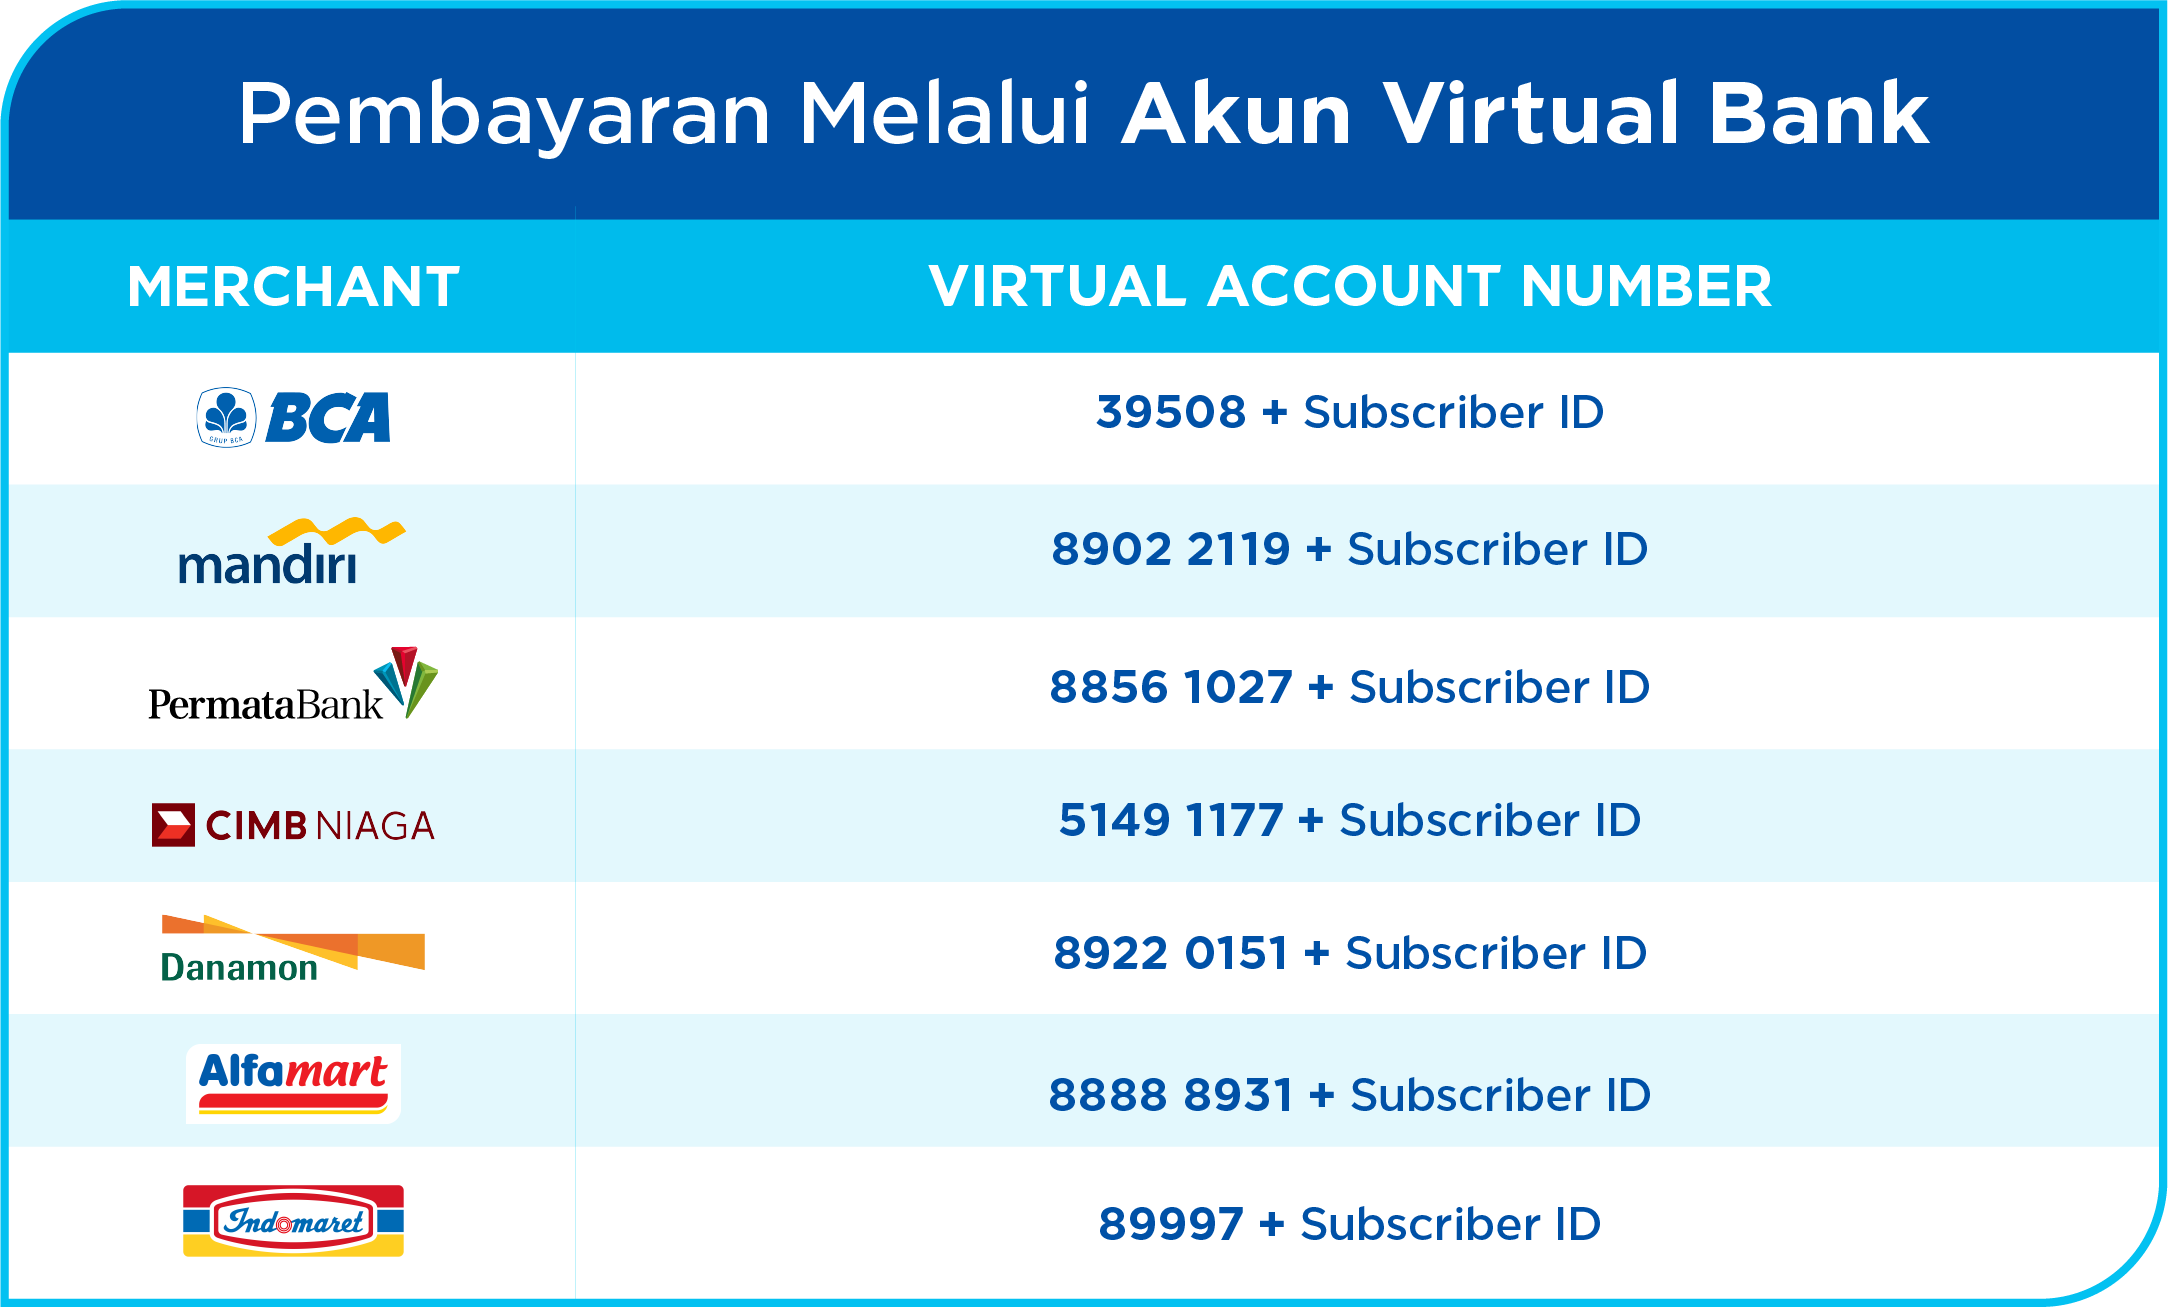 Pembayaran Melalui Akun Virtual Bank
MERCHANT VIRTUAL ACCOUNT NUMBER
GRUP BCA BCA 39508 + Subscriber ID
mandiri 8902 2119 + Subscriber ID
PermataBank 8856 1027 + Subscriber ID
CIMB NIAGA 5149 1177 + Subscriber ID
Danamon 8922 0151 + Subscriber ID
Alfamart 8888 8931 + Subscriber ID
Indomaret 89997 + Subscriber ID